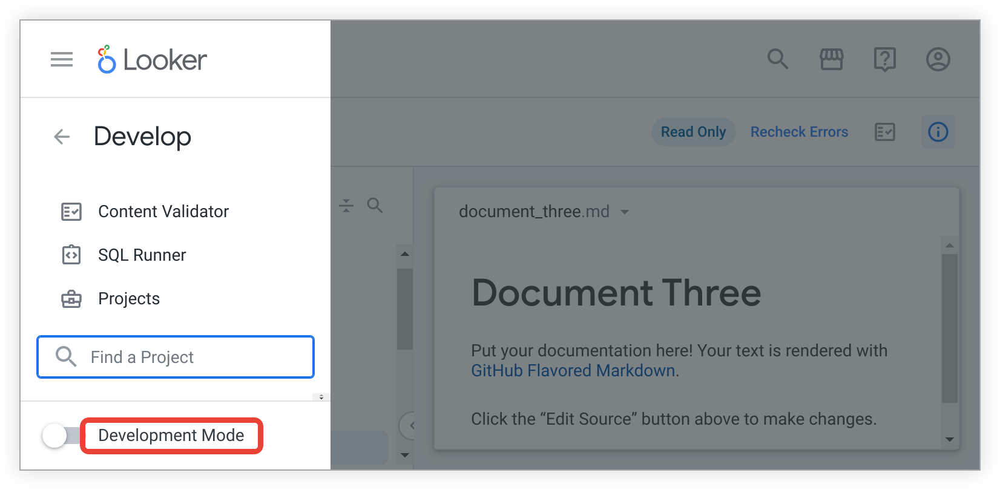 Looker
Develop
Content Validator
SQL Runner
Projects
Find a Project
Development Mode
Read Only
Recheck Errors
document_three.md
Document Three
Put your documentation here! Your text is rendered with
GitHub Flavored Markdown.
Click the “Edit Source” button above to make changes.